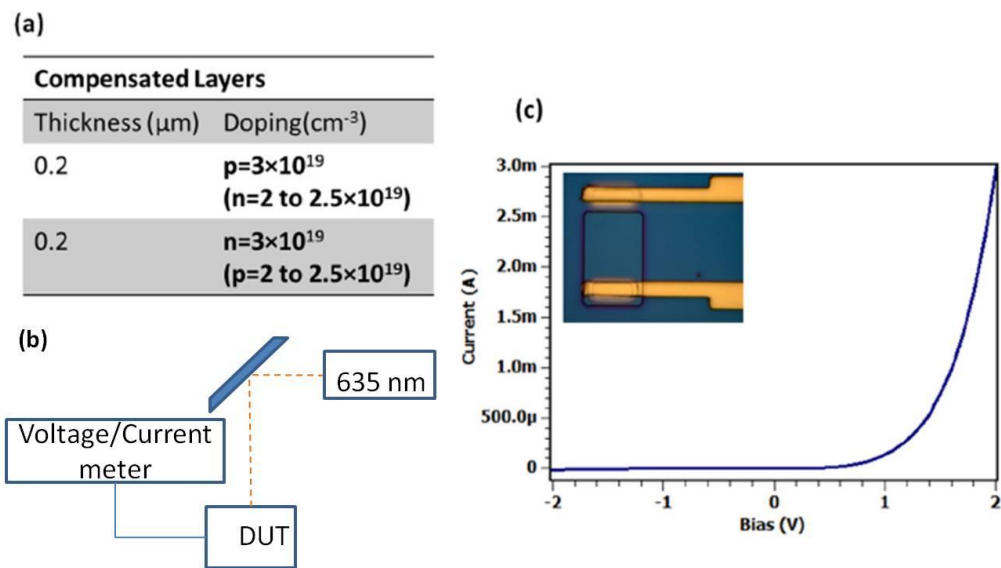 (a)
Compensated Layers
Thickness (μm) Doping(cm⁻³)
0.2 p=3×10¹⁹
(n=2 to 2.5×10¹⁹)
0.2 n=3×10¹⁹
(p=2 to 2.5×10¹⁹)
(b)
635 nm
Voltage/Current
meter
DUT
(c)
3.0m
2.5m
2.0m
1.5m
1.0m
500.0μ
0
Current (A)
-2 -1 0 1 2
Bias (V)